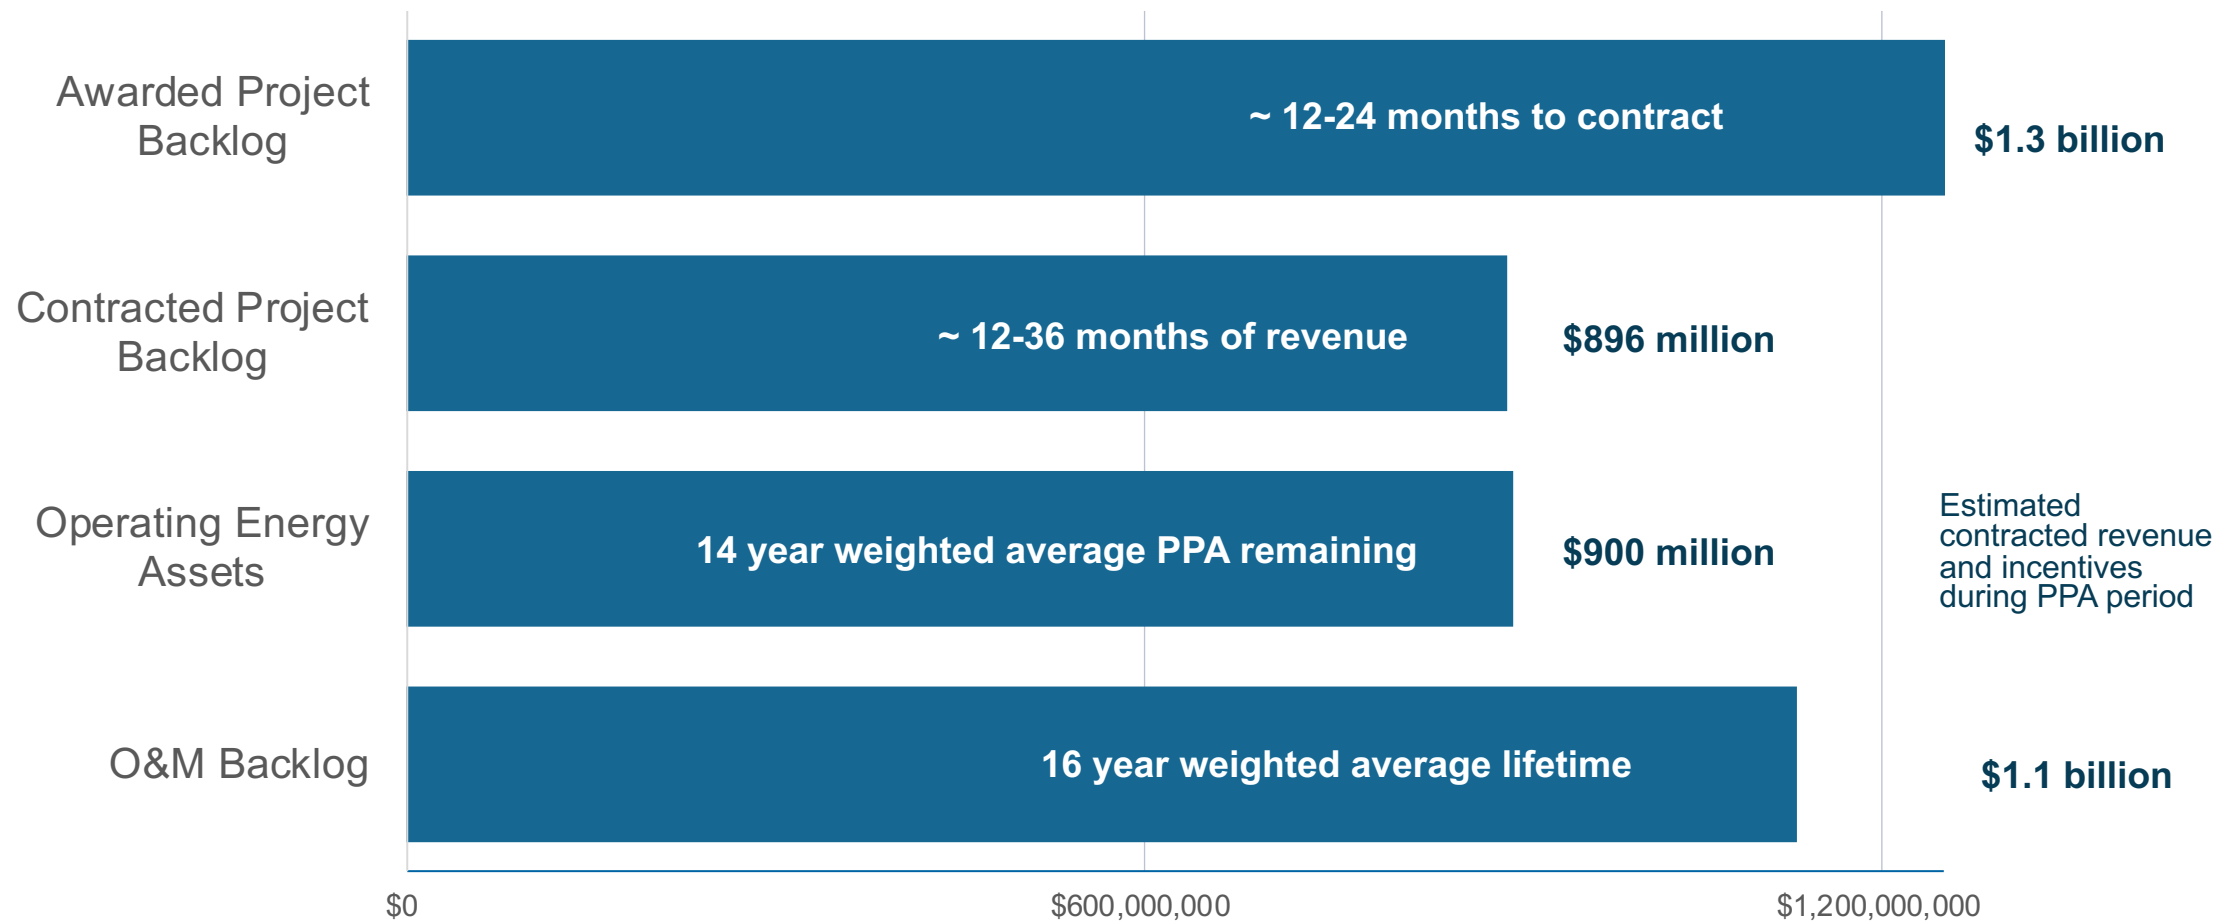 Awarded Project
Backlog
~ 12-24 months to contract
$1.3 billion
Contracted Project
Backlog
~ 12-36 months of revenue
$896 million
Operating Energy
Assets
14 year weighted average PPA remaining
$900 million
Estimated
contracted revenue
and incentives
during PPA period
O&M Backlog
16 year weighted average lifetime
$1.1 billion
$0
$600,000,000
$1,200,000,000